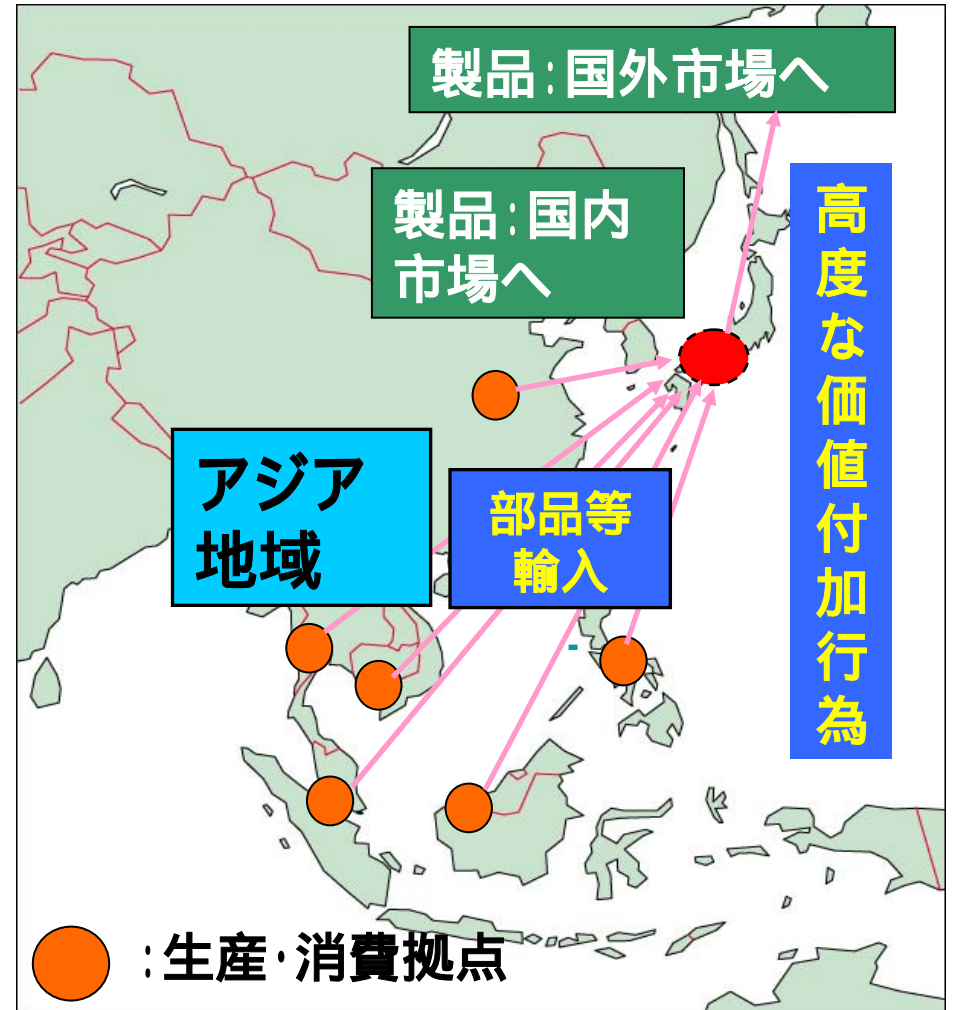 製品:国外市場へ
製品:国内
市場へ
高度な価値付加行為
アジア
地域
部品等
輸入
:生産・消費拠点